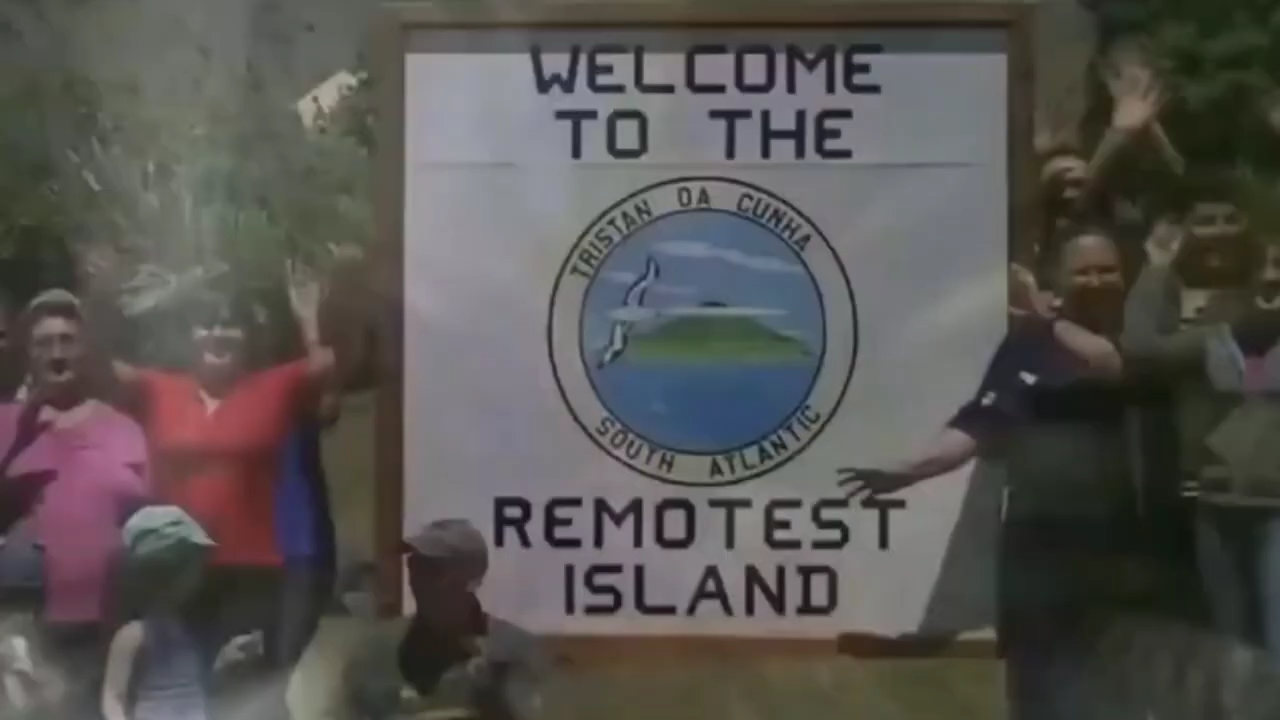 WELCOME
TO THE
TRISTAN DA CUNHA
SOUTH ATLANTIC
REMOTEST
ISLAND